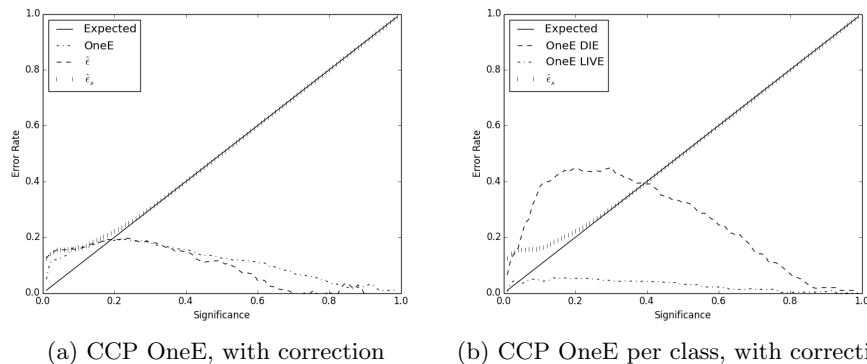 1.0
0.8
0.6
0.4
0.2
0.0
Error Rate
Expected
OneE
ε̂
ε̂ₓ
0.0 0.2 0.4 0.6 0.8 1.0
Significance
(a) CCP OneE, with correction
1.0
0.8
0.6
0.4
0.2
0.0
Error Rate
Expected
OneE DIE
OneE LIVE
ε̂ₓ
0.0 0.2 0.4 0.6 0.8 1.0
Significance
(b) CCP OneE per class, with correcti